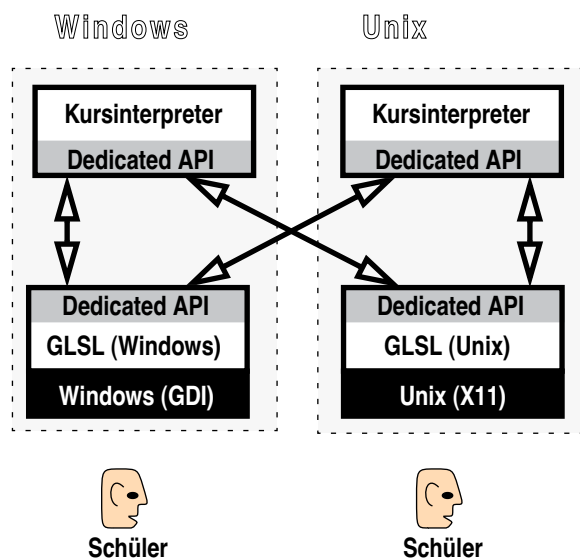 Windows
Unix
Kursinterpreter
Dedicated API
Kursinterpreter
Dedicated API
Dedicated API
GLSL (Windows)
Windows (GDI)
Dedicated API
GLSL (Unix)
Unix (X11)
Schüler
Schüler